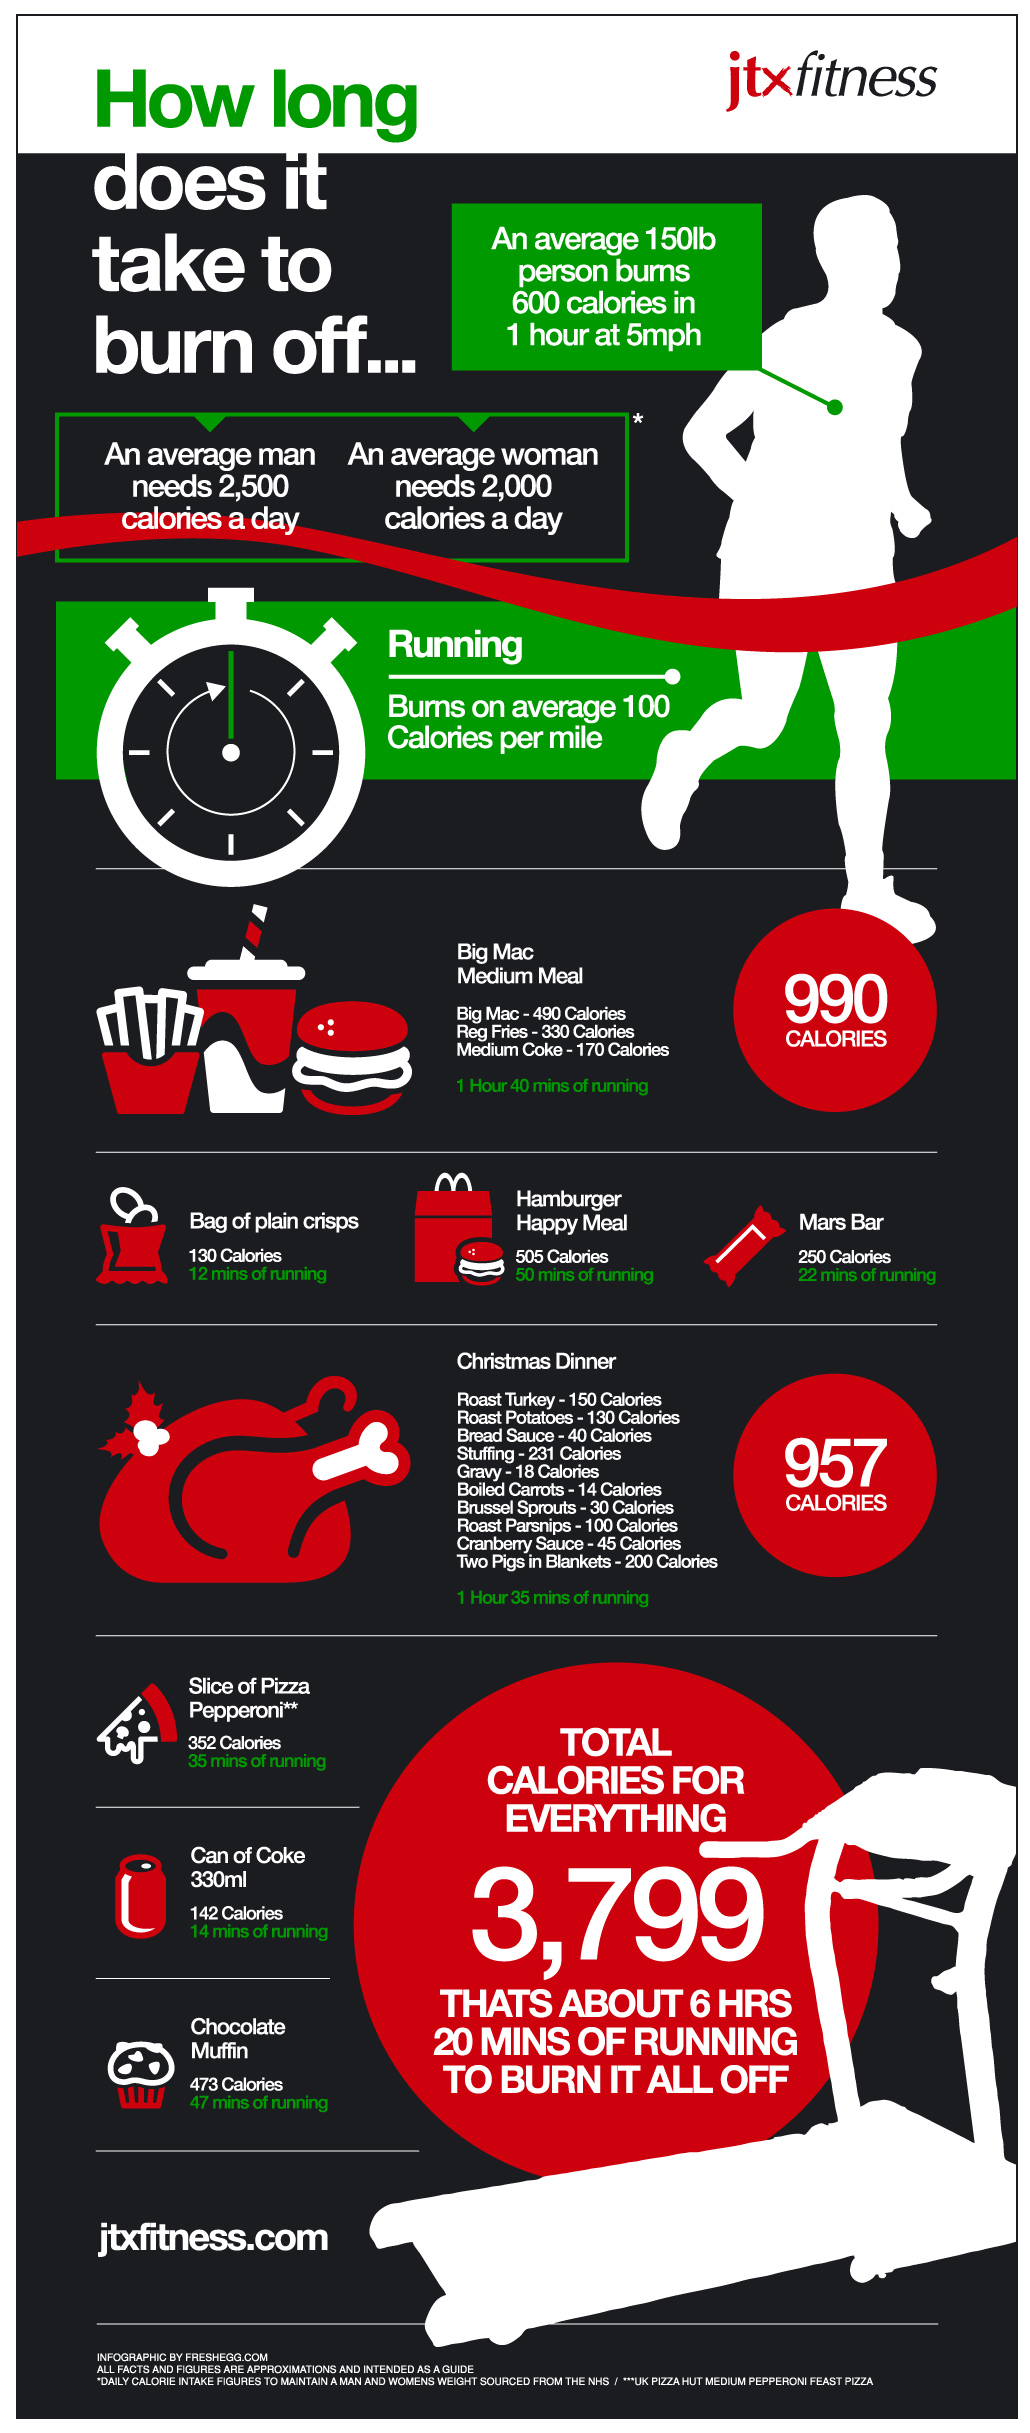 How long
does it
take to
burn off...
jtxfitness
An average 150lb
person burns
600 calories in
1 hour at 5mph
*
An average man
needs 2,500
calories a day
An average woman
needs 2,000
calories a day
Running
Burns on average 100
Calories per mile
Big Mac
Medium Meal
Big Mac - 490 Calories
Reg Fries - 330 Calories
Medium Coke - 170 Calories
1 Hour 40 mins of running
990
CALORIES
Bag of plain crisps
130 Calories
12 mins of running
Hamburger
Happy Meal
505 Calories
50 mins of running
Mars Bar
250 Calories
22 mins of running
Christmas Dinner
Roast Turkey - 150 Calories
Roast Potatoes - 130 Calories
Bread Sauce - 40 Calories
Stuffing - 231 Calories
Gravy - 18 Calories
Boiled Carrots - 14 Calories
Brussel Sprouts - 30 Calories
Roast Parsnips - 100 Calories
Cranberry Sauce - 45 Calories
Two Pigs in Blankets - 200 Calories
1 Hour 35 mins of running
957
CALORIES
Slice of Pizza
Pepperoni**
352 Calories
35 mins of running
Can of Coke
330ml
142 Calories
14 mins of running
Chocolate
Muffin
473 Calories
47 mins of running
TOTAL
CALORIES FOR
EVERYTHING
3,799
THATS ABOUT 6 HRS
20 MINS OF RUNNING
TO BURN IT ALL OFF
jtxfitness.com
INFOGRAPHIC BY FRESHEGG.COM
ALL FACTS AND FIGURES ARE APPROXIMATIONS AND INTENDED AS A GUIDE
*DAILY CALORIE INTAKE FIGURES TO MAINTAIN A MAN AND WOMENS WEIGHT SOURCED FROM THE NHS / ***UK PIZZA HUT MEDIUM PEPPERONI FEAST PIZZA